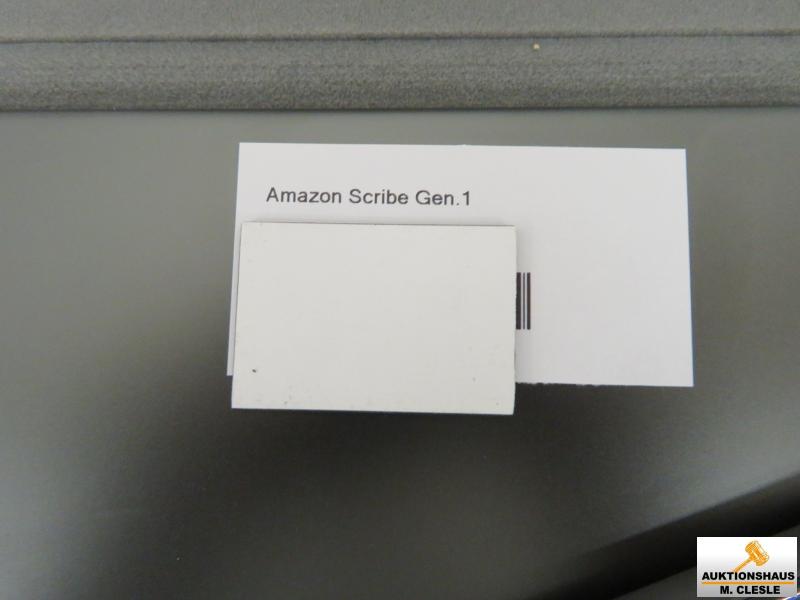 Amazon Scribe Gen.1
AUKTIONSHAUS
M. CLESLE